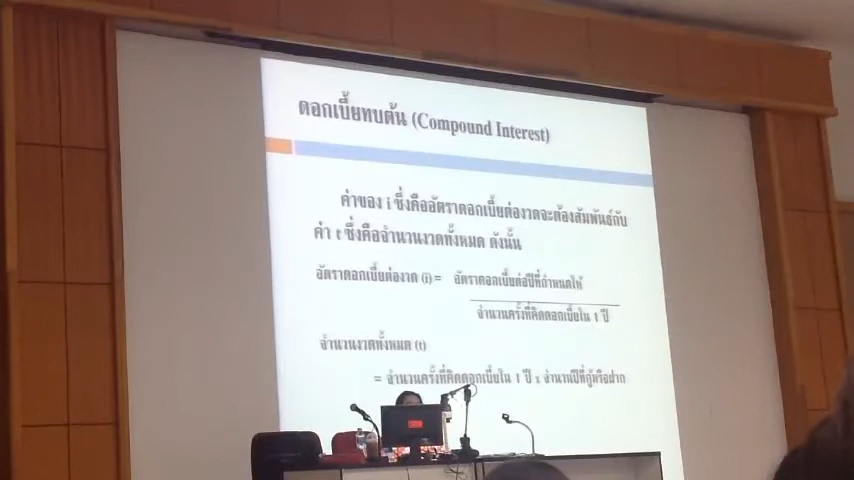 ดอกเบี้ยทบต้น (Compound Interest)
ค่าของ i ซึ่งคืออัตราดอกเบี้ยต่องวดจะต้องสัมพันธ์กับ
ค่า t ซึ่งคือจำนวนงวดทั้งหมด ดังนั้น
อัตราดอกเบี้ยต่องวด (i) = อัตราดอกเบี้ยต่อปีที่กำหนดให้
จำนวนครั้งที่คิดดอกเบี้ยใน 1 ปี
จำนวนงวดทั้งหมด (t)
= จำนวนครั้งที่คิดดอกเบี้ยใน 1 ปี x จำนวนปีที่กู้หรือฝาก